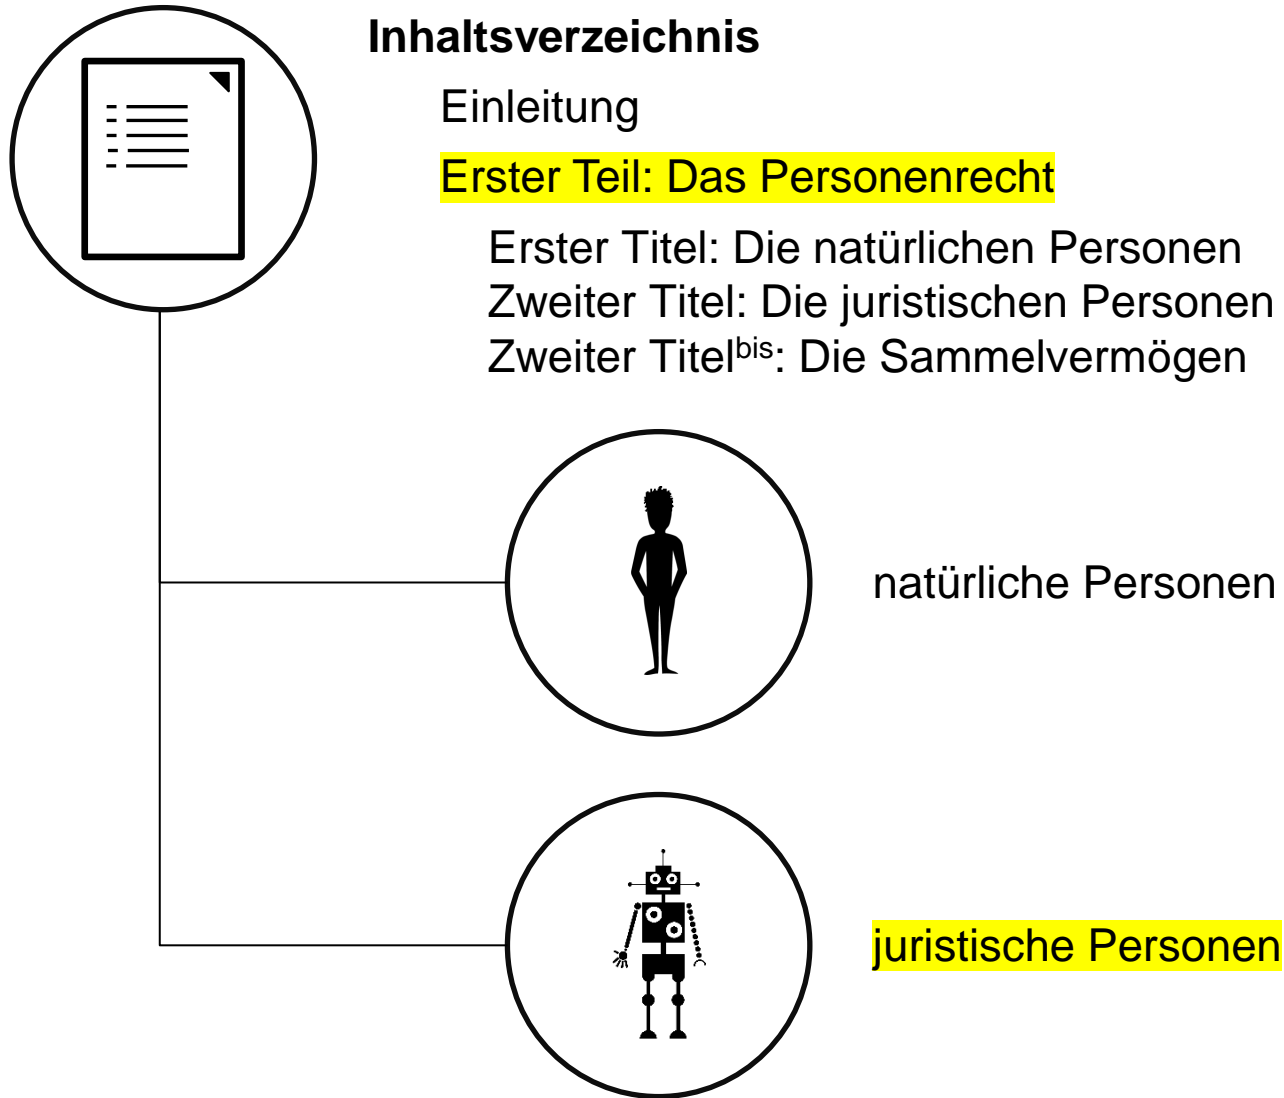 Inhaltsverzeichnis
Einleitung
Erster Teil: Das Personenrecht
Erster Titel: Die natürlichen Personen
Zweiter Titel: Die juristischen Personen
Zweiter Titelbis: Die Sammelvermögen
natürliche Personen
juristische Personen